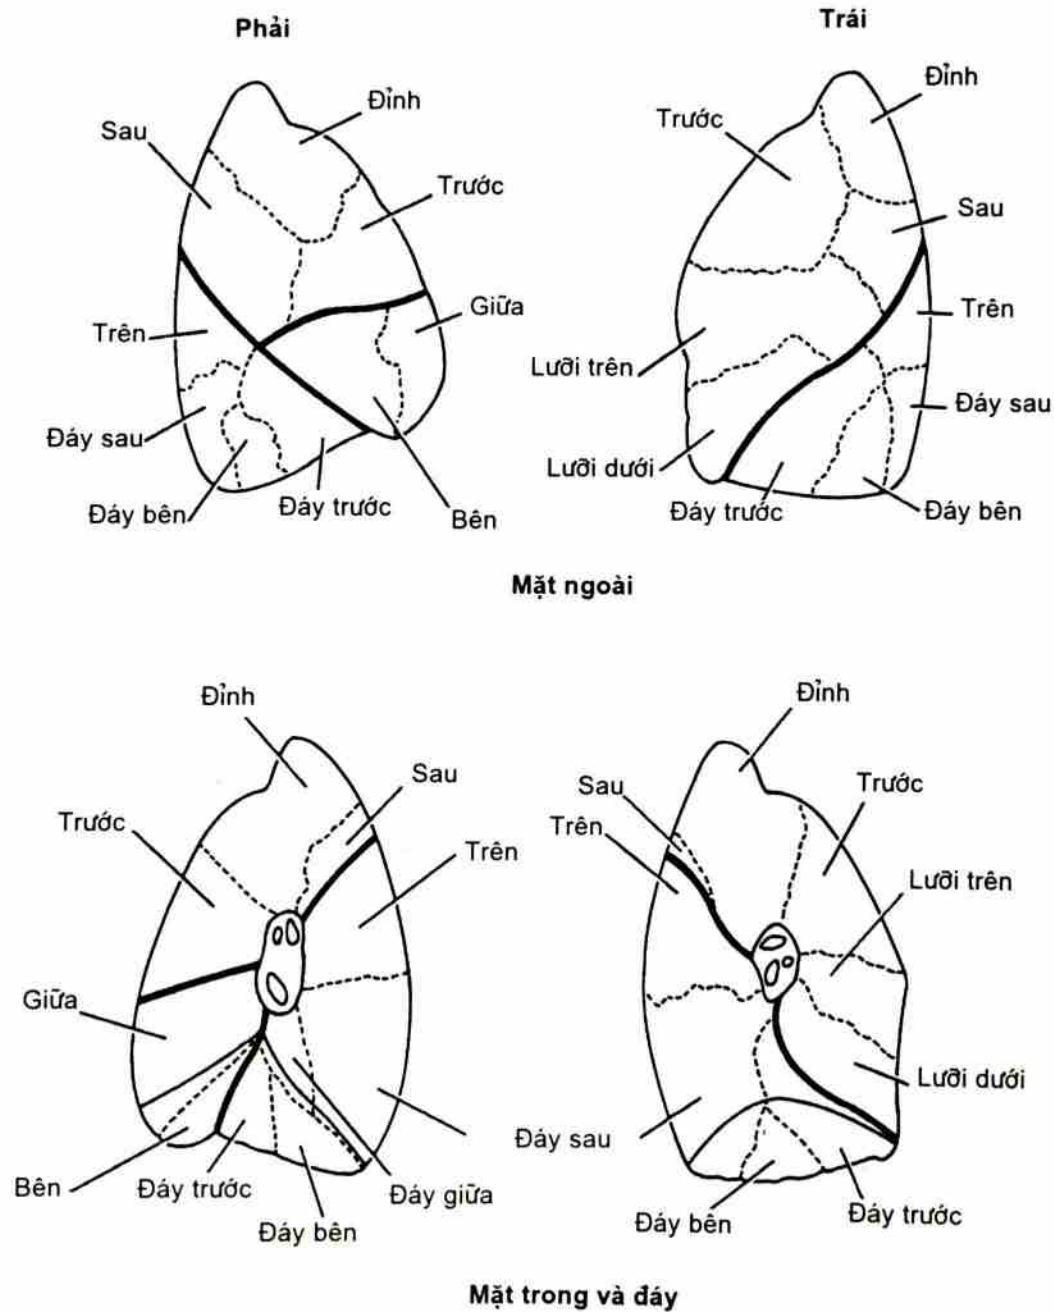 Phải
Trái
Đỉnh
Sau
Trước
Giữa
Trên
Đáy sau
Đáy bên
Đáy trước
Bên
Đỉnh
Trước
Sau
Trên
Lưỡi trên
Đáy sau
Lưỡi dưới
Đáy trước
Đáy bên
Mặt ngoài
Đỉnh
Sau
Trước
Trên
Giữa
Bên
Đáy trước
Đáy giữa
Đáy bên
Đỉnh
Sau
Trước
Trên
Lưỡi trên
Lưỡi dưới
Đáy sau
Đáy bên
Đáy trước
Mặt trong và đáy